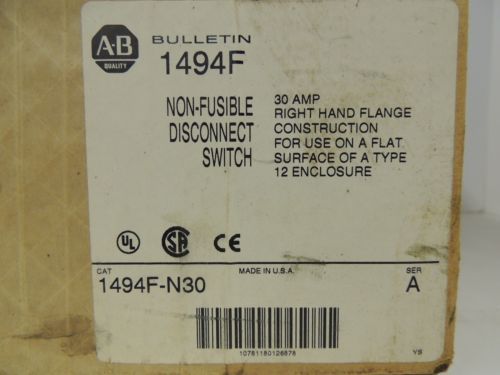 A-B
QUALITY
BULLETIN
1494F
NON-FUSIBLE
DISCONNECT
SWITCH
30 AMP
RIGHT HAND FLANGE
CONSTRUCTION
FOR USE ON A FLAT
SURFACE OF A TYPE
12 ENCLOSURE
UL
SA
CE
CAT
1494F-N30
MADE IN U.S.A.
SER
A
10781180126878
YS